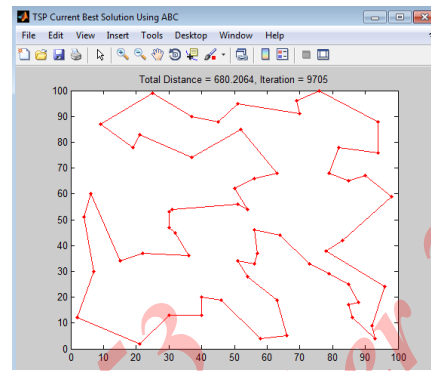 TSP Current Best Solution Using ABC
File Edit View Insert Tools Desktop Window Help
Total Distance = 680.2064, Iteration = 9705
100
90
80
70
60
50
40
30
20
10
0
0 10 20 30 40 50 60 70 80 90 100